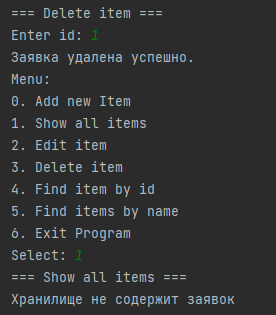 === Delete item ===
Enter id: 1
Заявка удалена успешно.
Menu:
0. Add new Item
1. Show all items
2. Edit item
3. Delete item
4. Find item by id
5. Find items by name
6. Exit Program
Select: 1
=== Show all items ===
Хранилище не содержит заявок